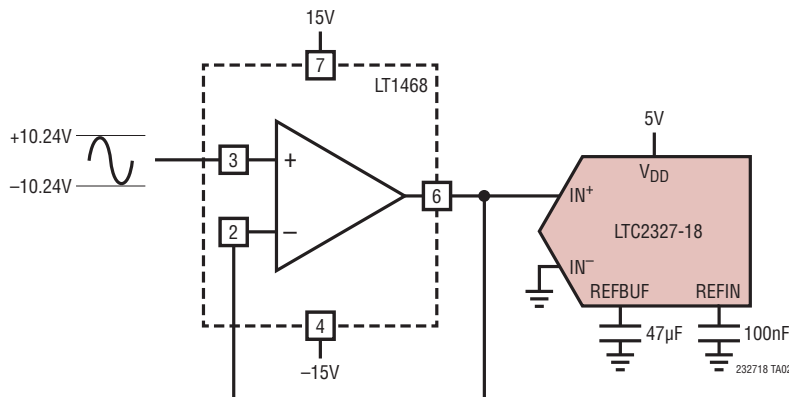 15V
7
LT1468
+10.24V
–10.24V
3
+
2
–
6
4
–15V
5V
VDD
IN+
LTC2327-18
IN–
REFBUF
REFIN
47µF
100nF
232718 TA02